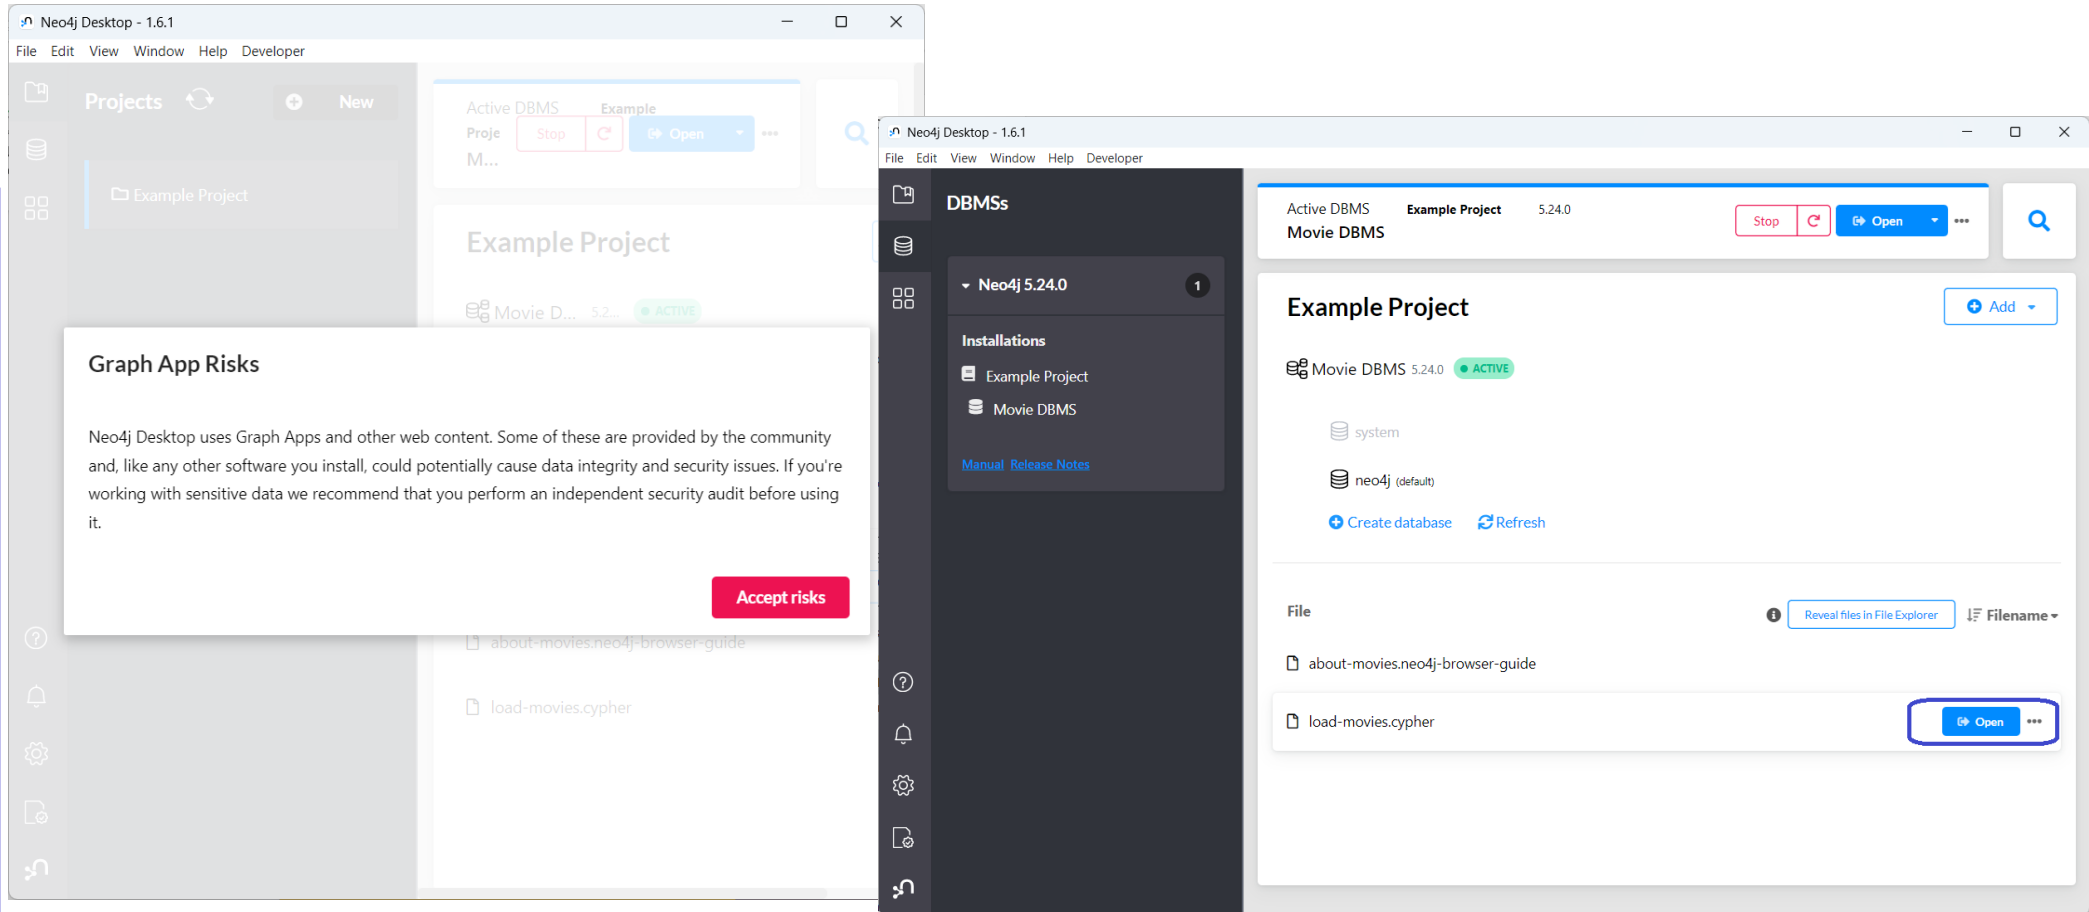 Neo4j Desktop - 1.6.1
File Edit View Window Help Developer
Projects
New
Example Project
Active DBMS Example
Proje Stop Open
M...
Example Project
Movie D... 5.2... ACTIVE
Graph App Risks
Neo4j Desktop uses Graph Apps and other web content. Some of these are provided by the community
and, like any other software you install, could potentially cause data integrity and security issues. If you're
working with sensitive data we recommend that you perform an independent security audit before using
it.
Accept risks
about-movies.neo4j-browser-guide
load-movies.cypher
Neo4j Desktop - 1.6.1
File Edit View Window Help Developer
DBMSs
Neo4j 5.24.0 1
Installations
Example Project
Movie DBMS
Manual Release Notes
Active DBMS Example Project 5.24.0
Movie DBMS
Stop Open
Example Project
Add
Movie DBMS 5.24.0 ACTIVE
system
neo4j (default)
Create database Refresh
File
Reveal files in File Explorer Filename
about-movies.neo4j-browser-guide
load-movies.cypher Open